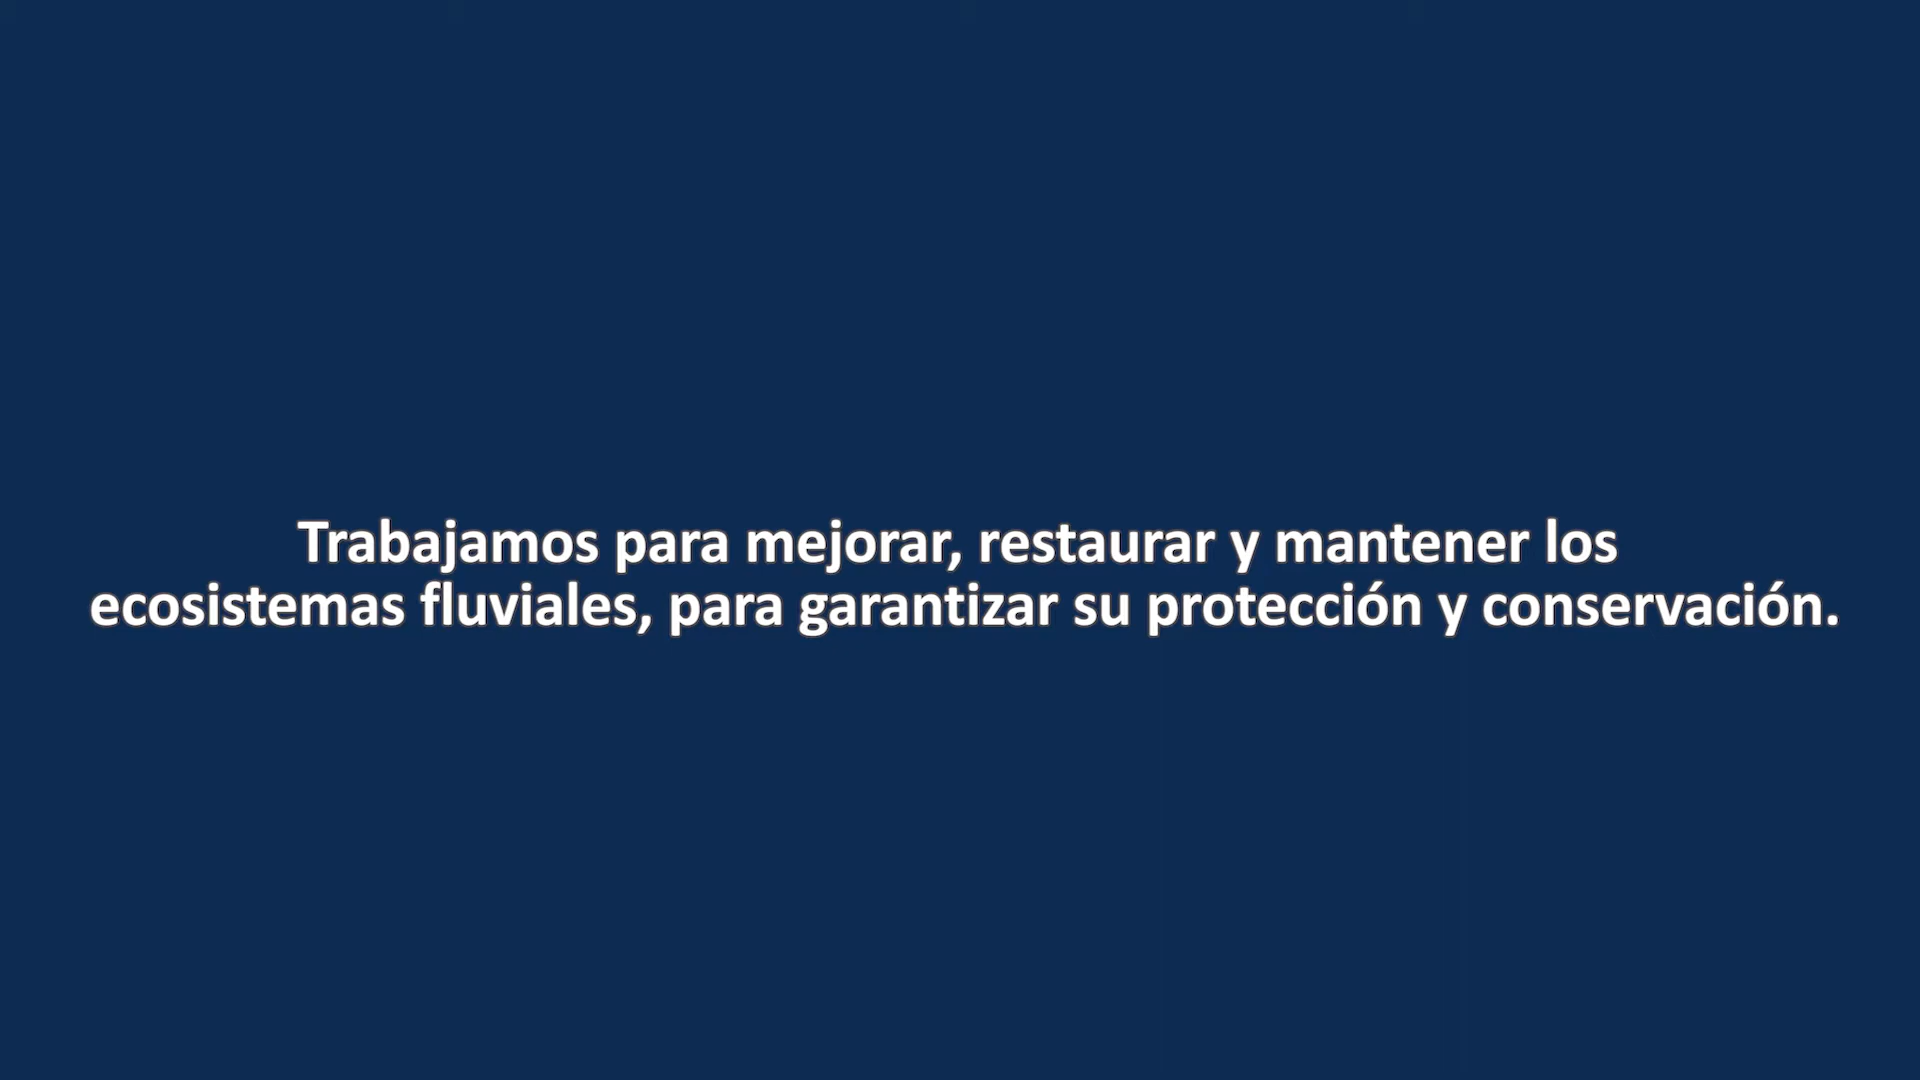 Trabajamos para mejorar, restaurar y mantener los
ecosistemas fluviales, para garantizar su protección y conservación.